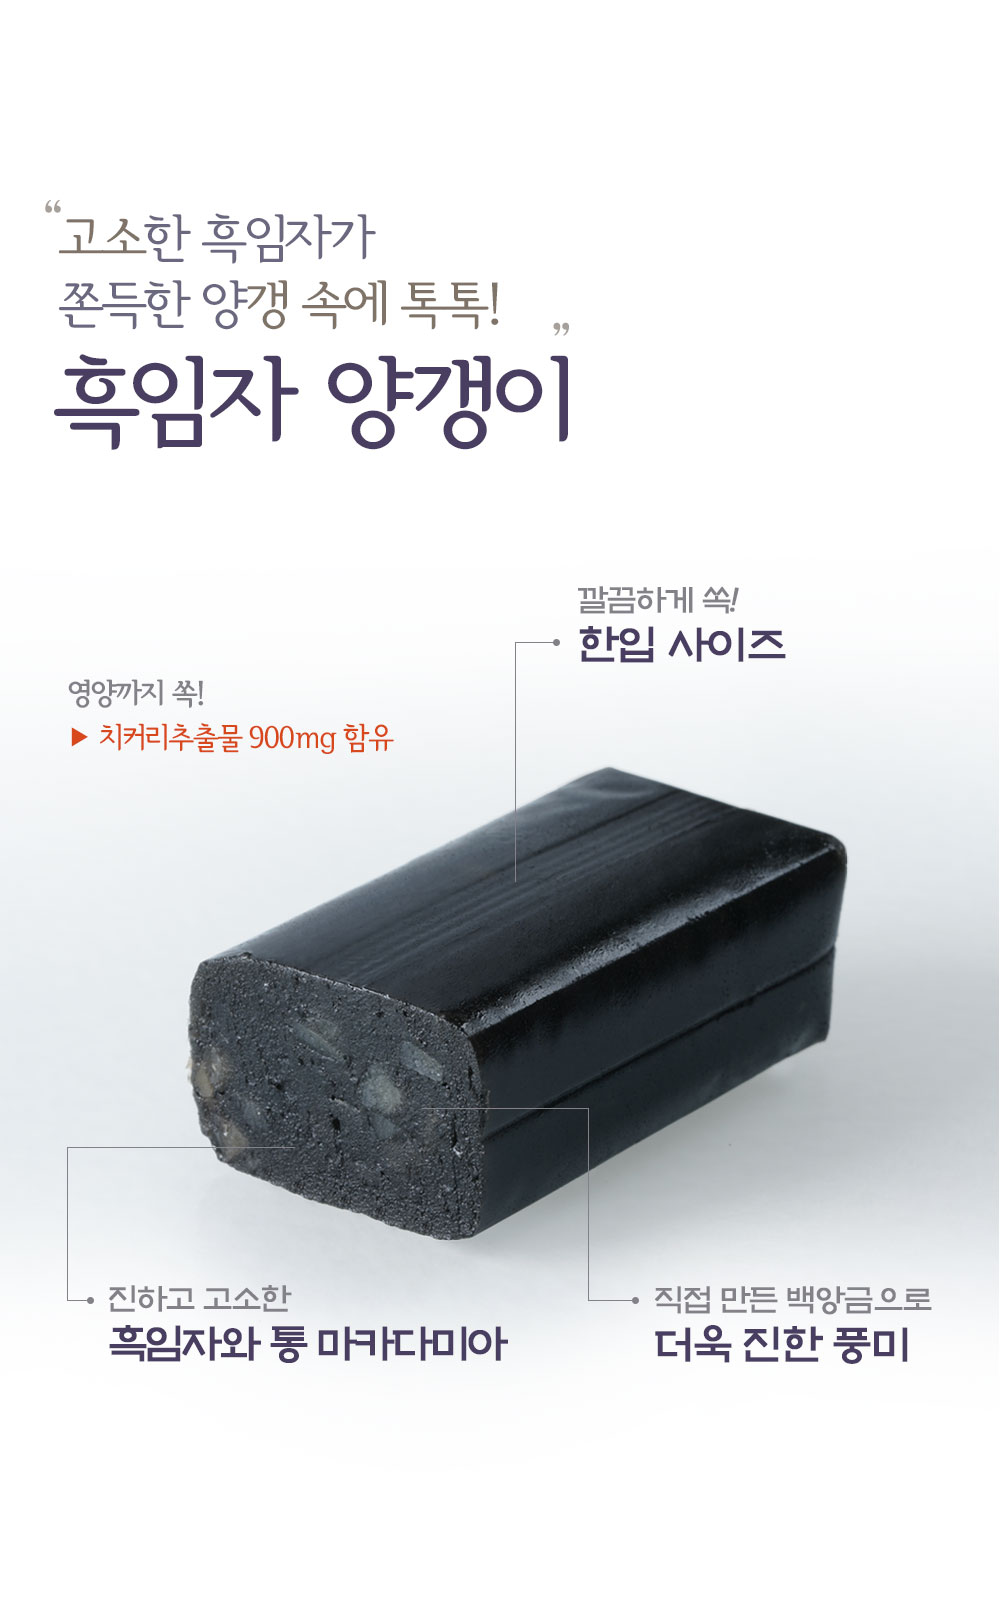 “고소한 흑임자가
쫀득한 양갱 속에 톡톡!”
흑임자 양갱이
깔끔하게 쏙!
한입 사이즈
영양까지 쏙!
▶ 치커리추출물 900mg 함유
진하고 고소한
흑임자와 통 마카다미아
직접 만든 백앙금으로
더욱 진한 풍미